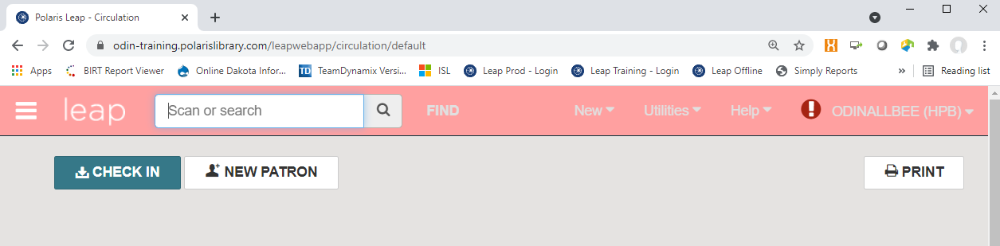 Polaris Leap - Circulation
odin-training.polarislibrary.com/leapwebapp/circulation/default
Apps BIRT Report Viewer Online Dakota Infor... TD TeamDynamix Versi... ISL Leap Prod - Login Leap Training - Login Leap Offline Simply Reports » Reading list
leap Scan or search FIND New Utilities Help ODINALLBEE (HPB)
CHECK IN NEW PATRON PRINT